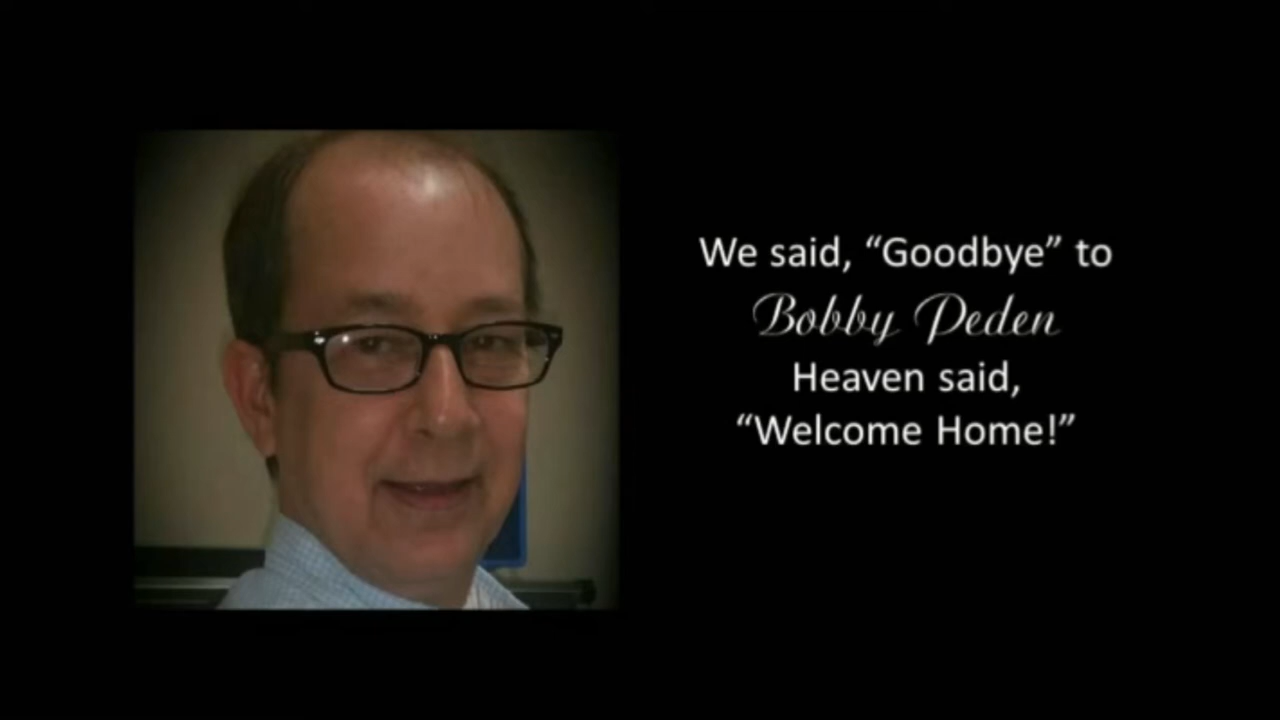 We said, “Goodbye” to
Bobby Peden
Heaven said,
“Welcome Home!”